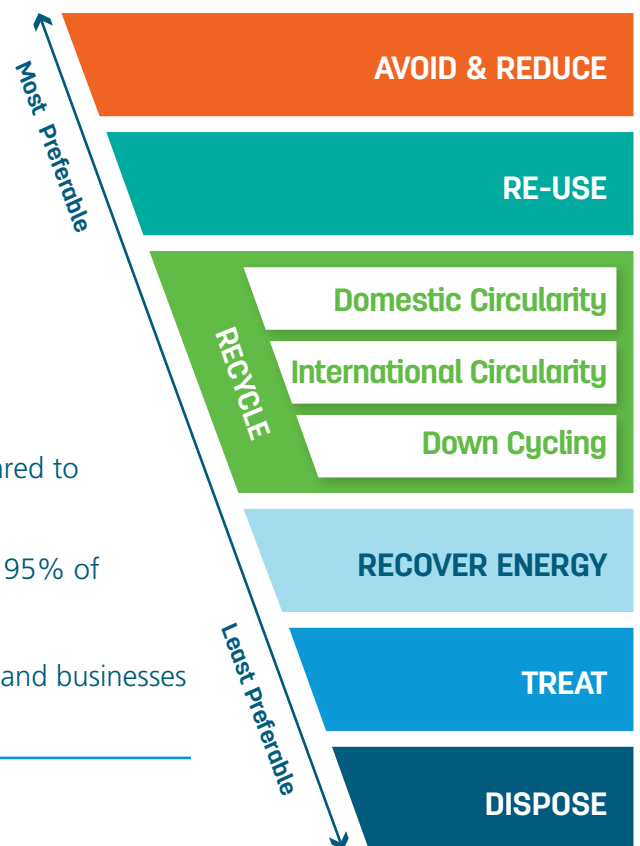 Most Preferable
AVOID & REDUCE
RE-USE
RECYCLE
Domestic Circularity
International Circularity
Down Cycling
RECOVER ENERGY
TREAT
DISPOSE
Least Preferable
to
95% of
and businesses